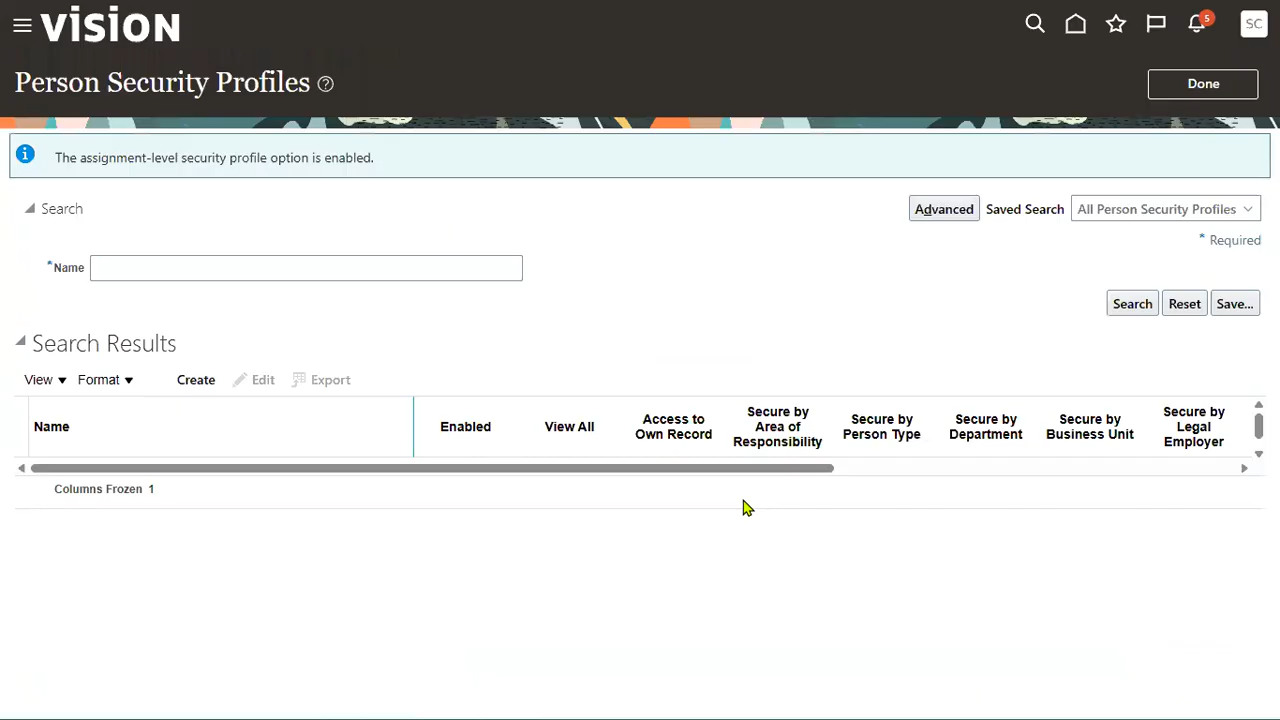 vision
5
SC
Person Security Profiles ?
Done
i The assignment-level security profile option is enabled.
Search
Advanced Saved Search All Person Security Profiles
* Required
* Name
Search Reset Save...
Search Results
View Format Create Edit Export
Name Enabled View All Access to Own Record Secure by Area of Responsibility Secure by Person Type Secure by Department Secure by Business Unit Secure by Legal Employer
Columns Frozen 1